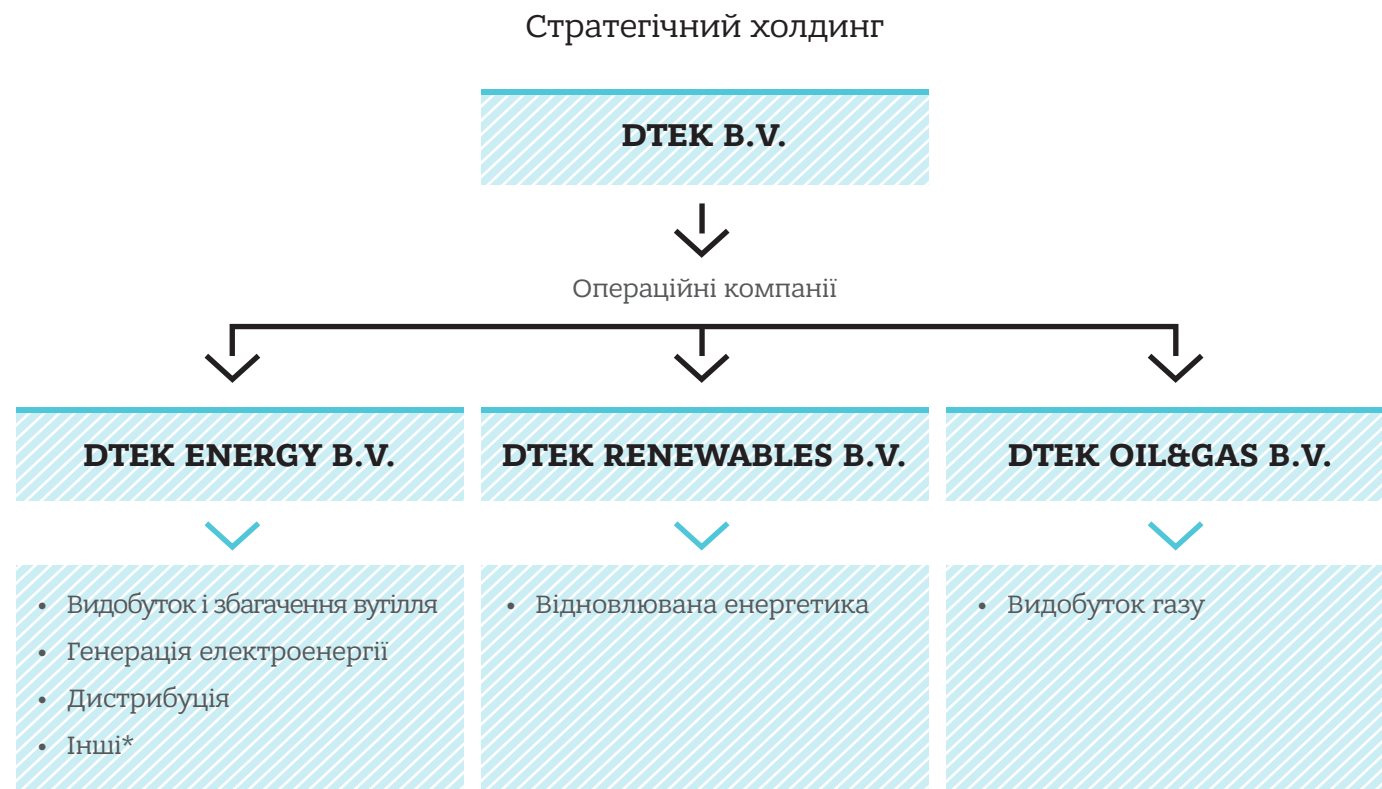 Стратегічний холдинг
DTEK B.V.
Операційні компанії
DTEK ENERGY B.V.
• Видобуток і збагачення вугілля
• Генерація електроенергії
• Дистрибуція
• Інші*
DTEK RENEWABLES B.V.
• Відновлювана енергетика
DTEK OIL&GAS B.V.
• Видобуток газу